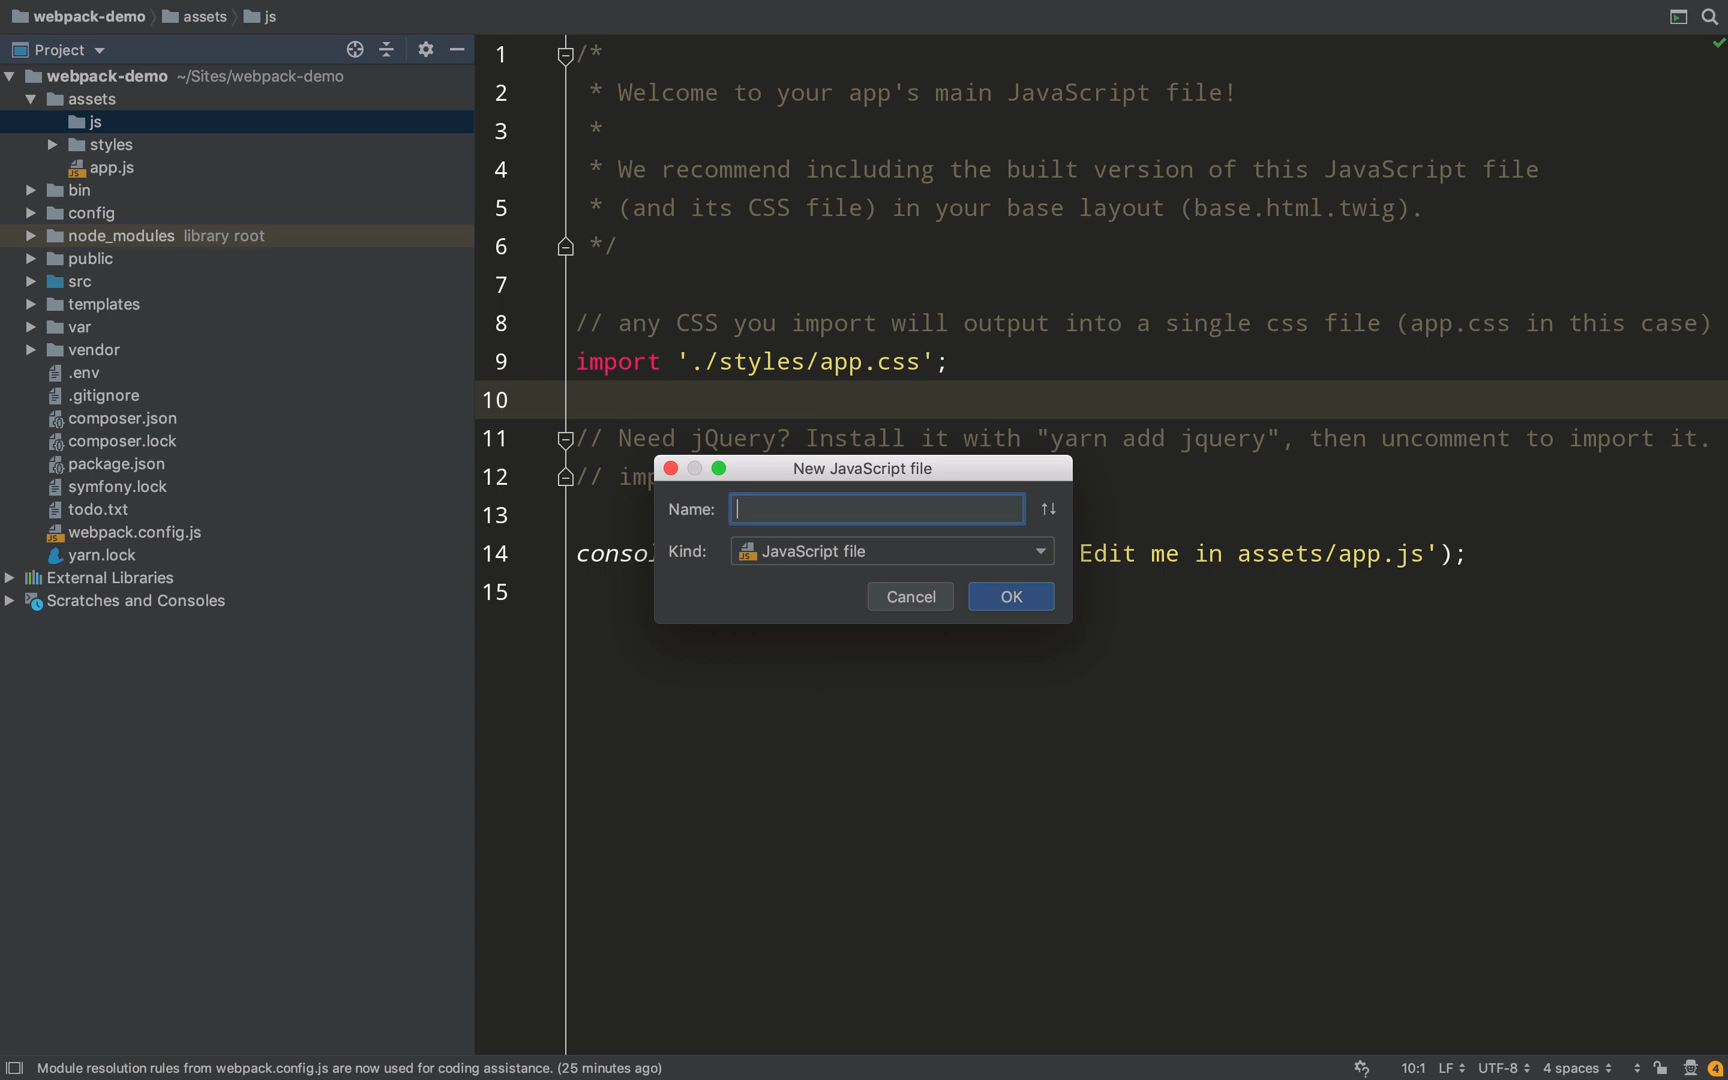 webpack-demo assets js
Project
webpack-demo ~/Sites/webpack-demo
assets
js
styles
app.js
bin
config
node_modules library root
public
src
templates
var
vendor
.env
.gitignore
composer.json
composer.lock
package.json
symfony.lock
todo.txt
webpack.config.js
yarn.lock
External Libraries
Scratches and Consoles
1 /*
2 * Welcome to your app's main JavaScript file!
3 *
4 * We recommend including the built version of this JavaScript file
5 * (and its CSS file) in your base layout (base.html.twig).
6 */
7
8 // any CSS you import will output into a single css file (app.css in this case)
9 import './styles/app.css';
10
11 // Need jQuery? Install it with "yarn add jquery", then uncomment to import it.
12 // imp
13
14 consol Edit me in assets/app.js');
15
New JavaScript file
Name:
Kind: JS JavaScript file
Cancel OK
Module resolution rules from webpack.config.js are now used for coding assistance. (25 minutes ago)
10:1 LF UTF-8 4 spaces 4